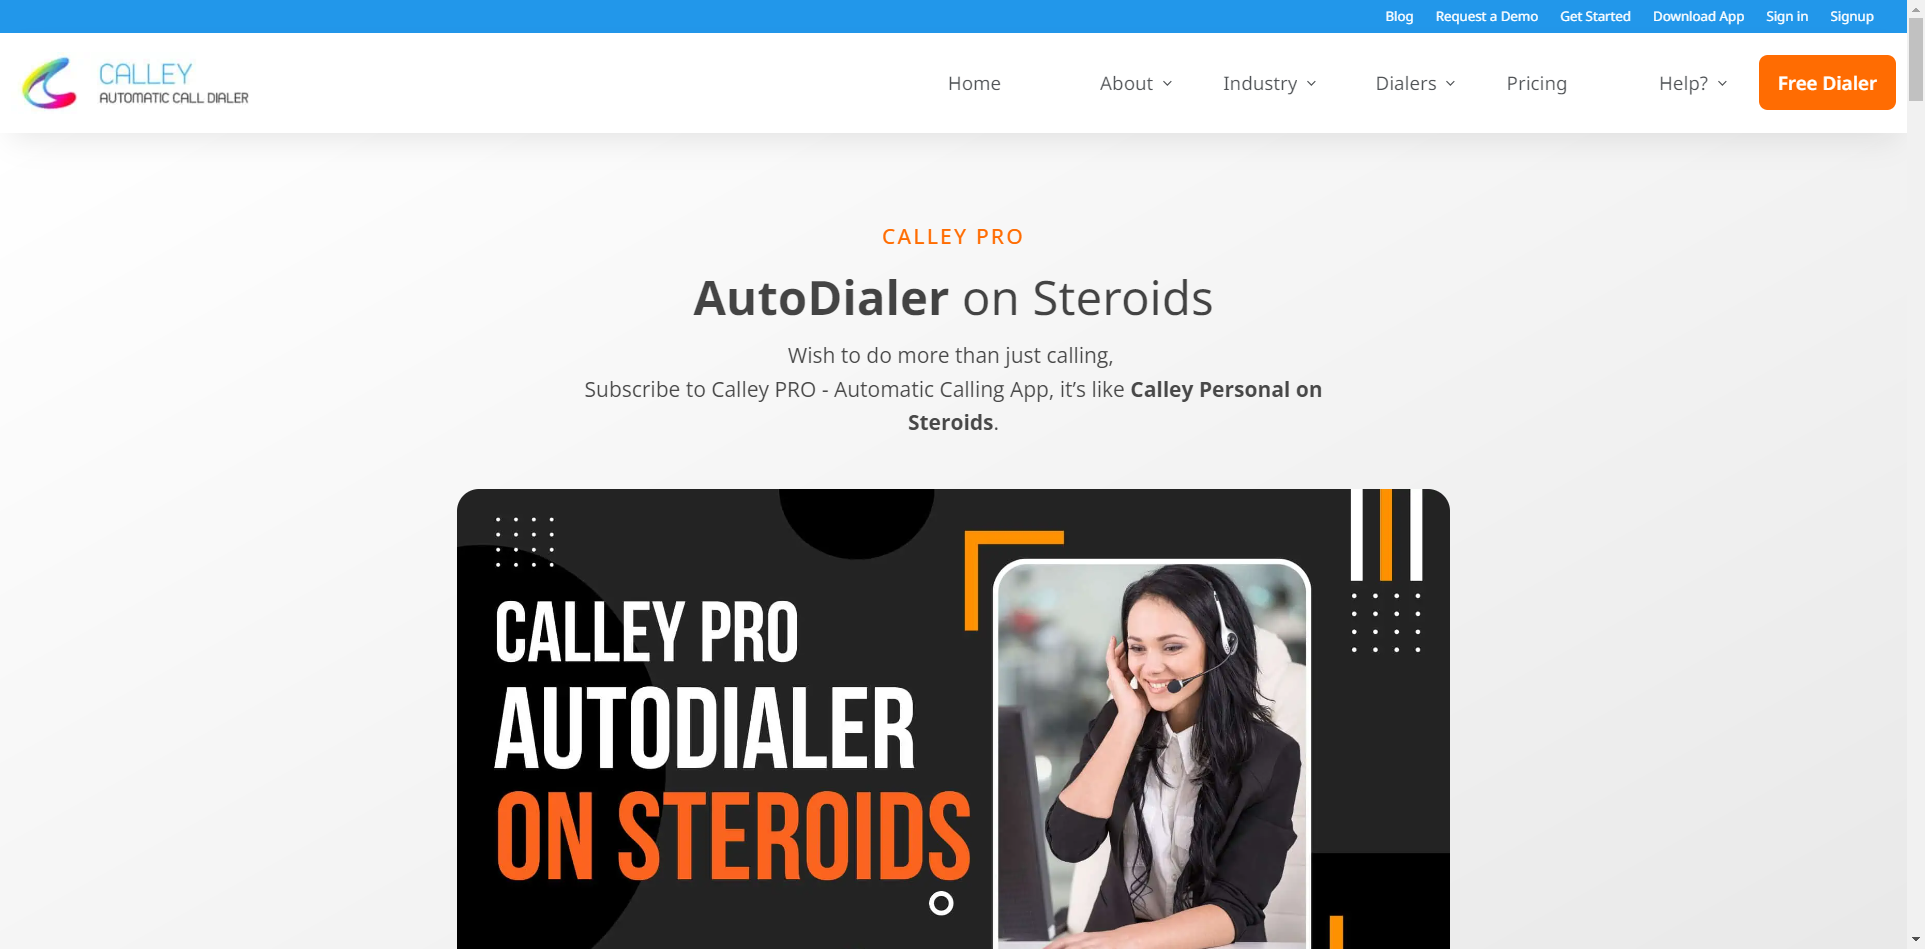 Blog Request a Demo Get Started Download App Sign in Signup
CALLEY
AUTOMATIC CALL DIALER
Home About Industry Dialers Pricing Help? Free Dialer
CALLEY PRO
AutoDialer on Steroids
Wish to do more than just calling,
Subscribe to Calley PRO - Automatic Calling App, it’s like Calley Personal on
Steroids.
CALLEY PRO
AUTODIALER
ON STEROIDS